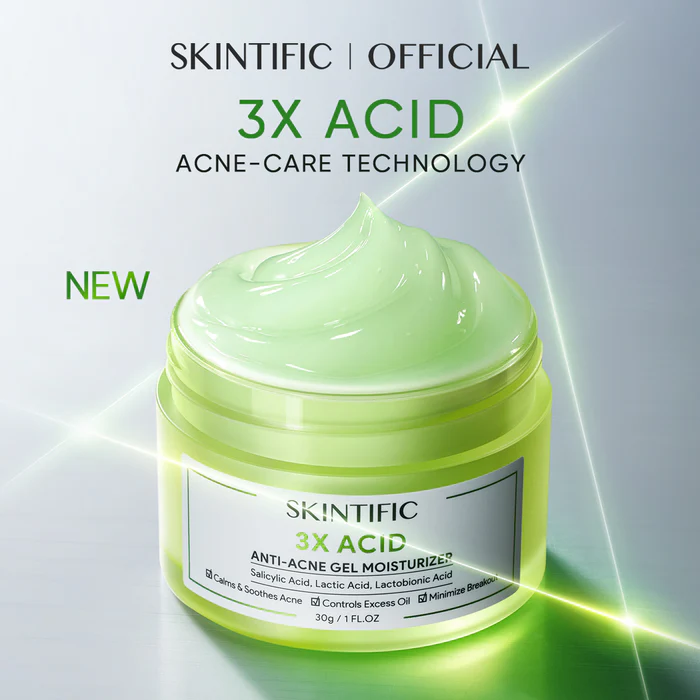 SKINTIFIC | OFFICIAL
3X ACID
ACNE-CARE TECHNOLOGY
NEW
SKINTIFIC
3X ACID
ANTI-ACNE GEL MOISTURIZER
Salicylic Acid, Lactic Acid, Lactobionic Acid
☑ Calms & Soothes Acne ☑ Controls Excess Oil ☑ Minimize Breakout
30g / 1 FL.OZ